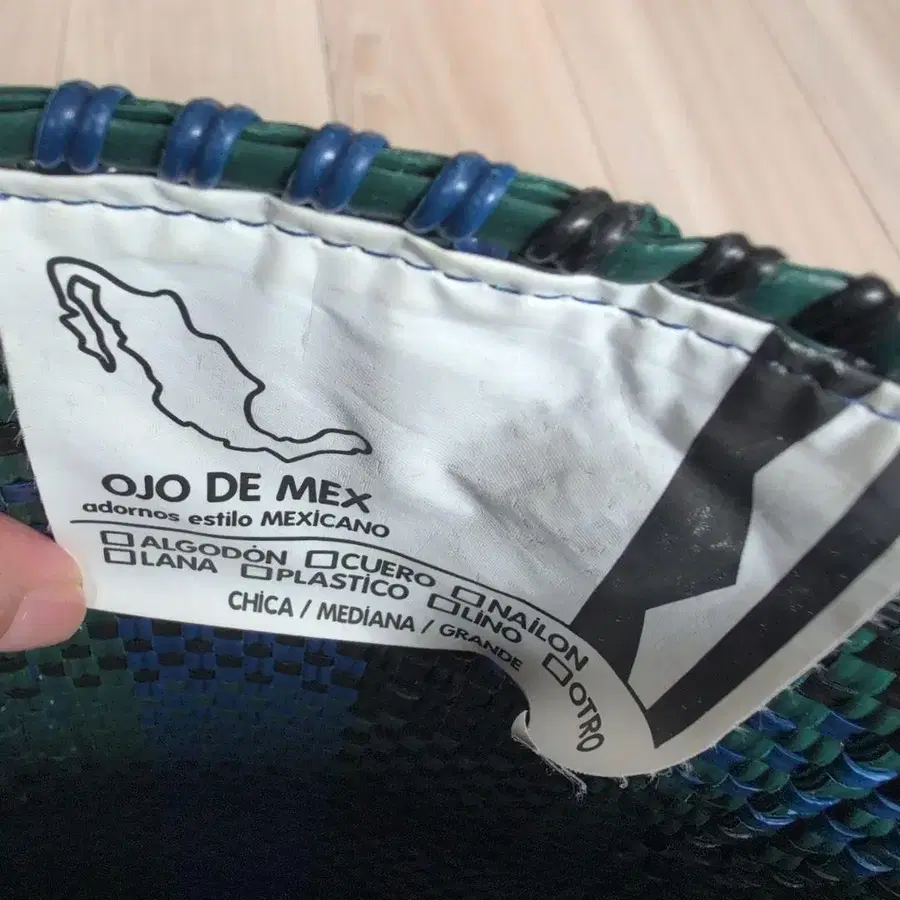 OJO DE MEX
adornos estilo MEXiCANO
ALGODÓN CUERO NAiLON
LANA PLASTiCO LiNO OTRO
CHiCA / MEDiANA / GRANDE